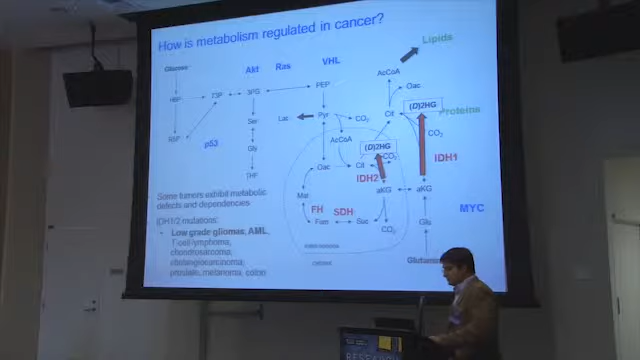 How is metabolism regulated in cancer?
Lipids
Glucose
Akt
Ras
VHL
AcCoA
PEP
Oac
HBP
T3P
3PG
(D)2HG
Cit
Proteins
Lac
Pyr
CO2
CO2
Ser
R5P
p53
AcCoA
(D)2HG
Gly
CO2
IDH1
Oac
Cit
THF
IDH2
Some tumors exhibit metabolic
defects and dependencies
Mal
aKG
aKG
IDH1/2 mutations:
FH
SDH
MYC
• Low grade gliomas, AML,
Fum
Suc
Glu
T-cell lymphoma,
CO2
chondrosarcoma,
cholangiocarcinoma,
prostate, melanoma, colon